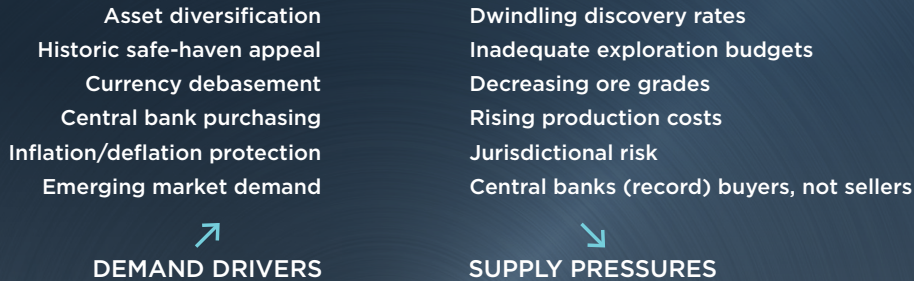 Asset diversification
Historic safe-haven appeal
Currency debasement
Central bank purchasing
Inflation/deflation protection
Emerging market demand
DEMAND DRIVERS
Dwindling discovery rates
Inadequate exploration budgets
Decreasing ore grades
Rising production costs
Jurisdictional risk
Central banks (record) buyers, not sellers
SUPPLY PRESSURES